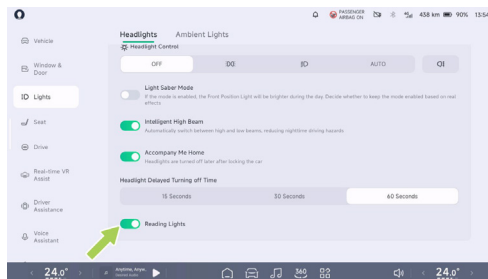 PASSENGER
AIRBAG ON
438 km
90%
13:54
Headlights
Ambient Lights
Vehicle
Window &
Door
Lights
Seat
Drive
Real-time VR
Assist
Driver
Assistance
Voice
Assistant
Headlight Control
OFF
AUTO
Light Saber Mode
If the mode is enabled, the Front Position Light will be brighter during the day. Decide whether to keep the mode enabled based on real
effects.
Intelligent High Beam
Automatically switch between high and low beams, reducing nighttime driving hazards
Accompany Me Home
Headlights are turned off later after locking the car
Headlight Delayed Turning off Time
15 Seconds
30 Seconds
60 Seconds
Reading Lights
24.0°
Anytime, Anyw..
360
24.0°